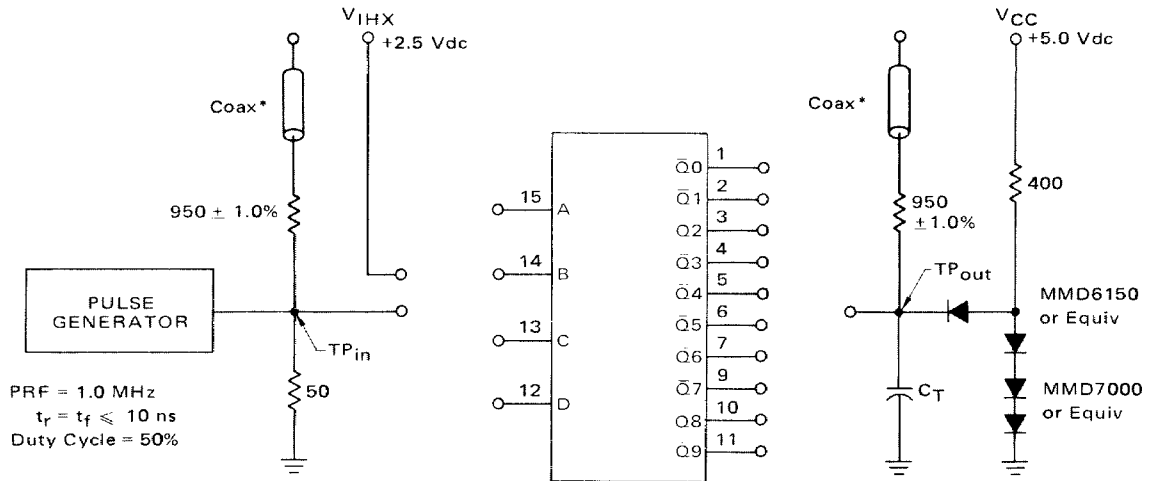 V_IHX
+2.5 Vdc
Coax*
950 ± 1.0%
PULSE
GENERATOR
TP_in
50
PRF = 1.0 MHz
t_r = t_f ⩽ 10 ns
Duty Cycle = 50%
15 A
14 B
13 C
12 D
Q̅0 1
Q̅1 2
Q̅2 3
Q̅3 4
Q̅4 5
Q̅5 6
Q̅6 7
Q̅7 9
Q̅8 10
Q̅9 11
Coax*
950
±1.0%
TP_out
C_T
V_CC
+5.0 Vdc
400
MMD6150
or Equiv
MMD7000
or Equiv